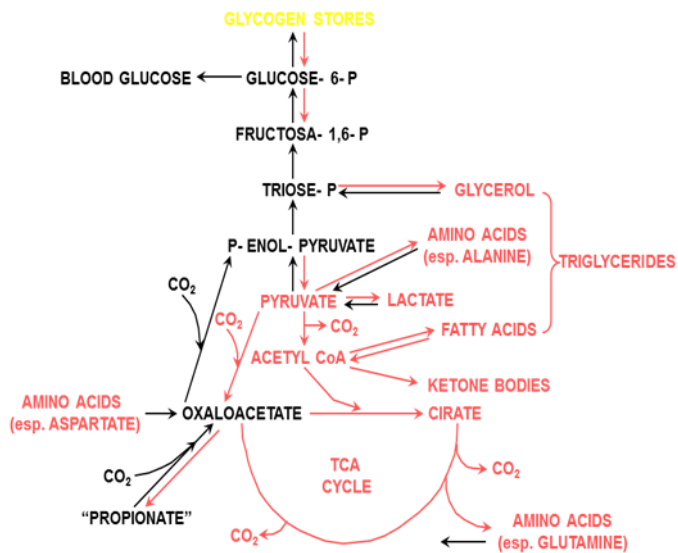 GLYCOGEN STORES
BLOOD GLUCOSE
GLUCOSE- 6- P
FRUCTOSA- 1,6- P
TRIOSE- P
GLYCEROL
P- ENOL- PYRUVATE
AMINO ACIDS
(esp. ALANINE)
TRIGLYCERIDES
CO₂
PYRUVATE
LACTATE
CO₂
CO₂
FATTY ACIDS
ACETYL CoA
KETONE BODIES
AMINO ACIDS
(esp. ASPARTATE)
OXALOACETATE
CIRATE
CO₂
TCA
CYCLE
CO₂
"PROPIONATE"
CO₂
AMINO ACIDS
(esp. GLUTAMINE)